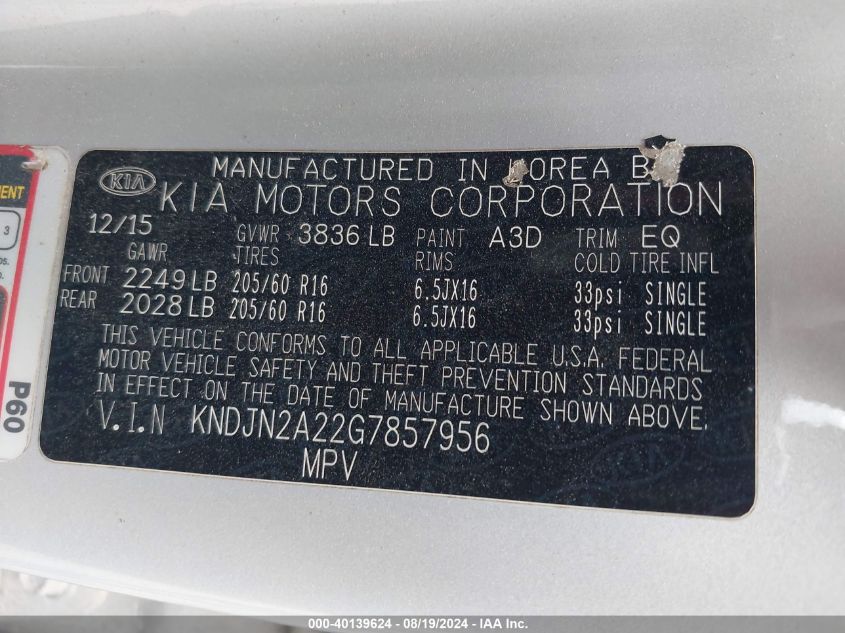 MANUFACTURED IN KOREA BY
KIA KIA MOTORS CORPORATION
12/15 GVWR 3836 LB PAINT A3D TRIM EQ
GAWR TIRES RIMS COLD TIRE INFL
FRONT 2249 LB 205/60 R16 6.5JX16 33psi SINGLE
REAR 2028 LB 205/60 R16 6.5JX16 33psi SINGLE
THIS VEHICLE CONFORMS TO ALL APPLICABLE U.S.A. FEDERAL
MOTOR VEHICLE SAFETY AND THEFT PREVENTION STANDARDS
IN EFFECT ON THE DATE OF MANUFACTURE SHOWN ABOVE.
V.I.N KNDJN2A22G7857956
MPV
3
P60
000-40139624 - 08/19/2024 - IAA Inc.